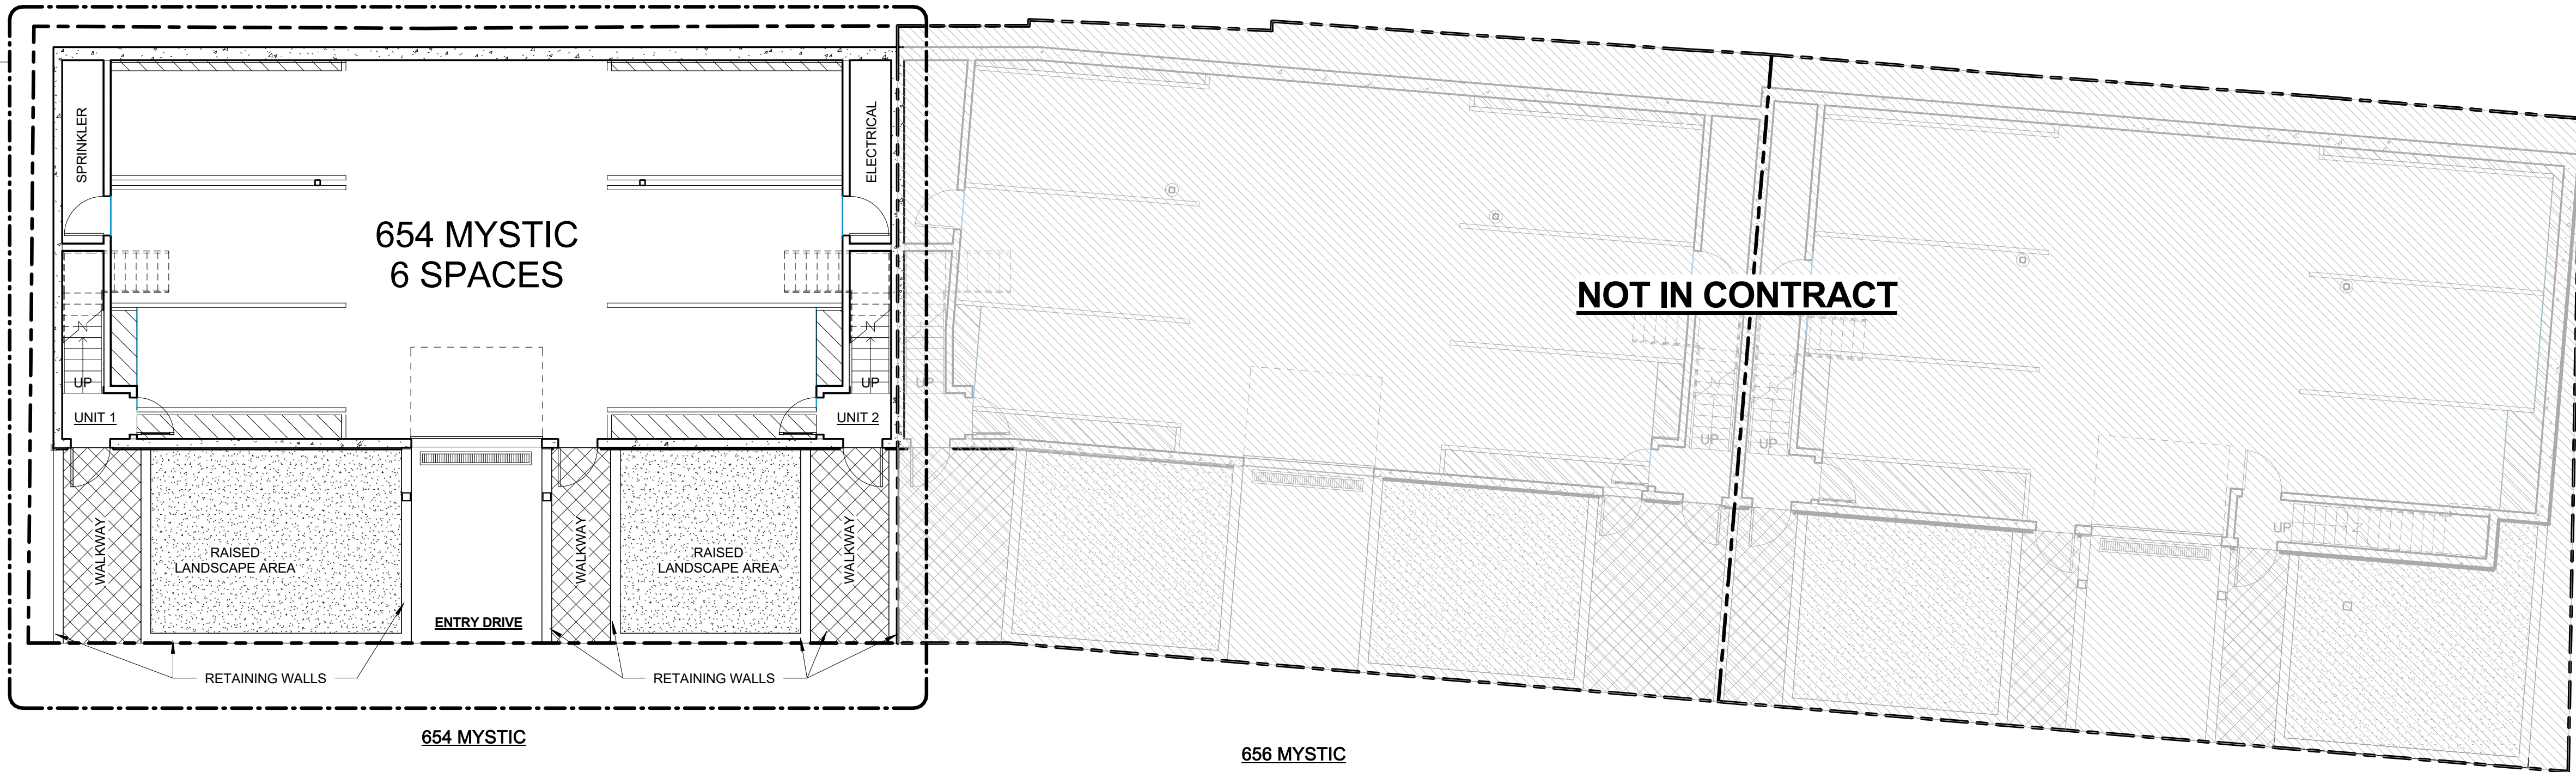 SPRINKLER
ELECTRICAL
654 MYSTIC
6 SPACES
NOT IN CONTRACT
UP
UP
UP
UNIT 1
UNIT 2
UP
UP
UP
WALKWAY
RAISED
LANDSCAPE AREA
WALKWAY
RAISED
LANDSCAPE AREA
WALKWAY
ENTRY DRIVE
RETAINING WALLS
RETAINING WALLS
654 MYSTIC
656 MYSTIC